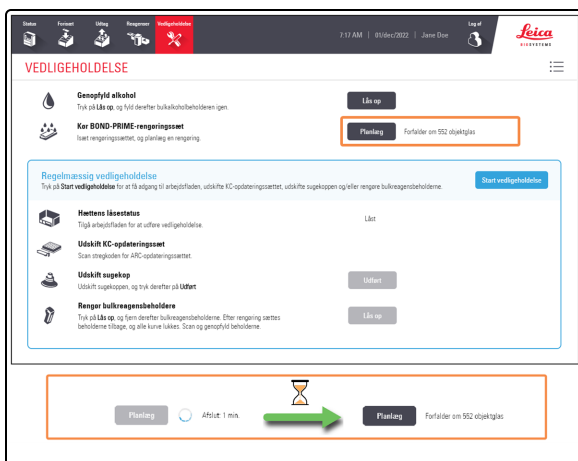 Status Forisæt Udtag Reagenser Vedligeholdelse
7:17 AM | 01/dec/2022 | Jane Doe
Log af
Leica
BIOSYSTEMS
VEDLIGEHOLDELSE
Genopfyld alkohol
Tryk på Lås op, og fyld derefter bulkalkoholbeholderen igen.
Lås op
Kør BOND-PRIME-rengøringssæt
Isæt rengøringssættet, og planlæg en rengøring.
Planlæg
Forfalder om 552 objektglas
Regelmæssig vedligeholdelse
Tryk på Start vedligeholdelse for at få adgang til arbejdsfladen, udskifte KC-opdateringssættet, udskifte sugekoppen og/eller rengøre bulkreagensbeholderne.
Start vedligeholdelse
Hættens låsestatus
Tilgå arbejdsfladen for at udføre vedligeholdelse.
Låst
Udskift KC-opdateringssæt
Scan stregkoden for ARC-opdateringssættet.
Udskift sugekop
Udskift sugekoppen, og tryk derefter på Udført
Udført
Rengør bulkreagensbeholdere
Tryk på Lås op, og fjern derefter bulkreagensbeholderne. Efter rengøring sættes
beholderne tilbage, og alle kurve lukkes. Scan og genopfyld beholderne.
Lås op
Planlæg
Afslut: 1 min.
Planlæg
Forfalder om 552 objektglas